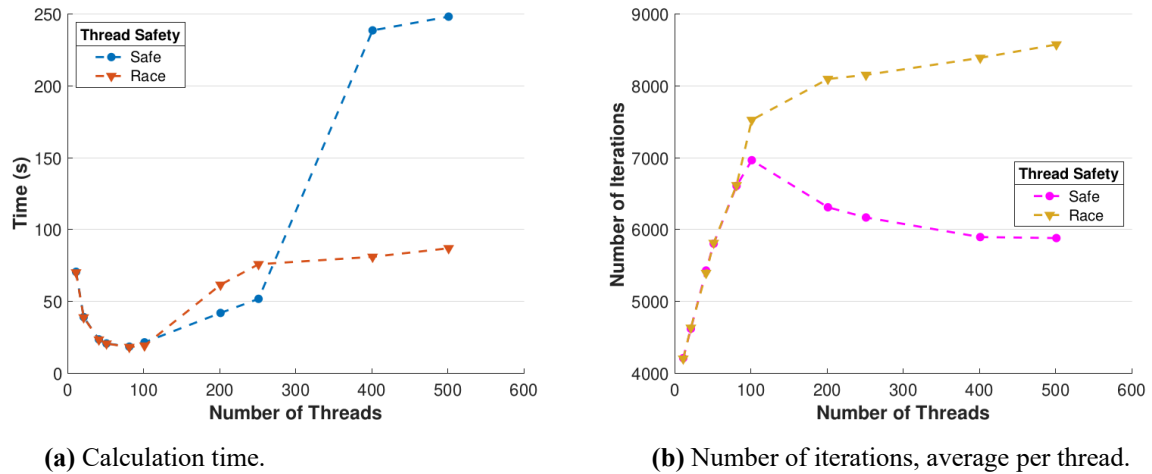 250
200
150
100
50
0
Time (s)
Thread Safety
Safe
Race
0
100
200
300
400
500
600
Number of Threads
(a) Calculation time.
9000
8000
7000
6000
5000
4000
Number of Iterations
Thread Safety
Safe
Race
0
100
200
300
400
500
600
Number of Threads
(b) Number of iterations, average per thread.